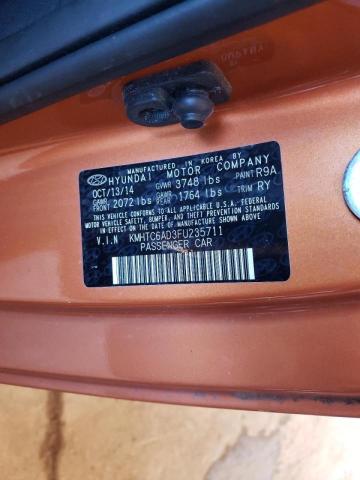 MANUFACTURED IN KOREA BY
HYUNDAI MOTOR COMPANY
OCT/13/14 GVWR 3748 lbs PAINT R9A
GAWR FRONT 2072 lbs GAWR REAR 1764 lbs TRIM RY
THIS VEHICLE CONFORMS TO ALL APPLICABLE U.S.A. FEDERAL
MOTOR VEHICLE SAFETY, BUMPER, AND THEFT PREVENTION
STANDARDS IN EFFECT ON THE DATE OF MANUFACTURE SHOWN ABOVE.
V.I.N KMHTC6AD3FU235711
PASSENGER CAR